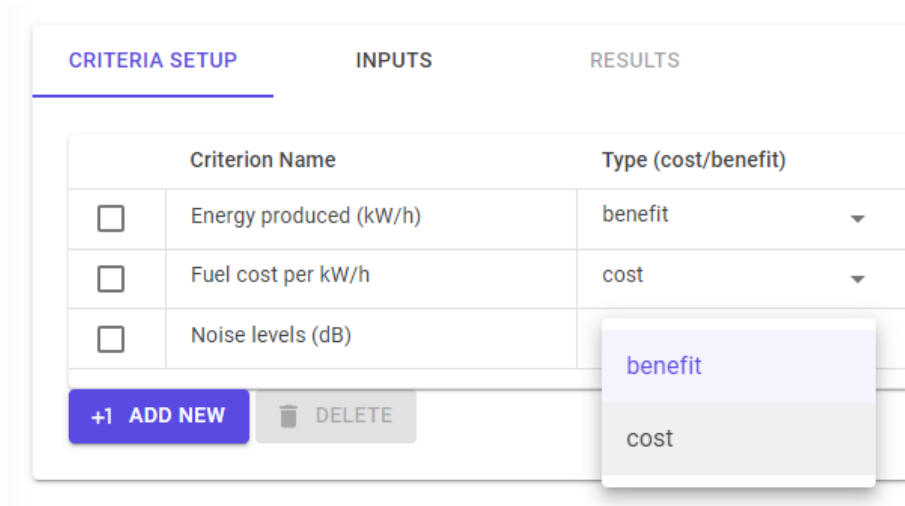 CRITERIA SETUP INPUTS RESULTS
Criterion Name Type (cost/benefit)
Energy produced (kW/h) benefit
Fuel cost per kW/h cost
Noise levels (dB)
benefit
+1 ADD NEW DELETE
cost